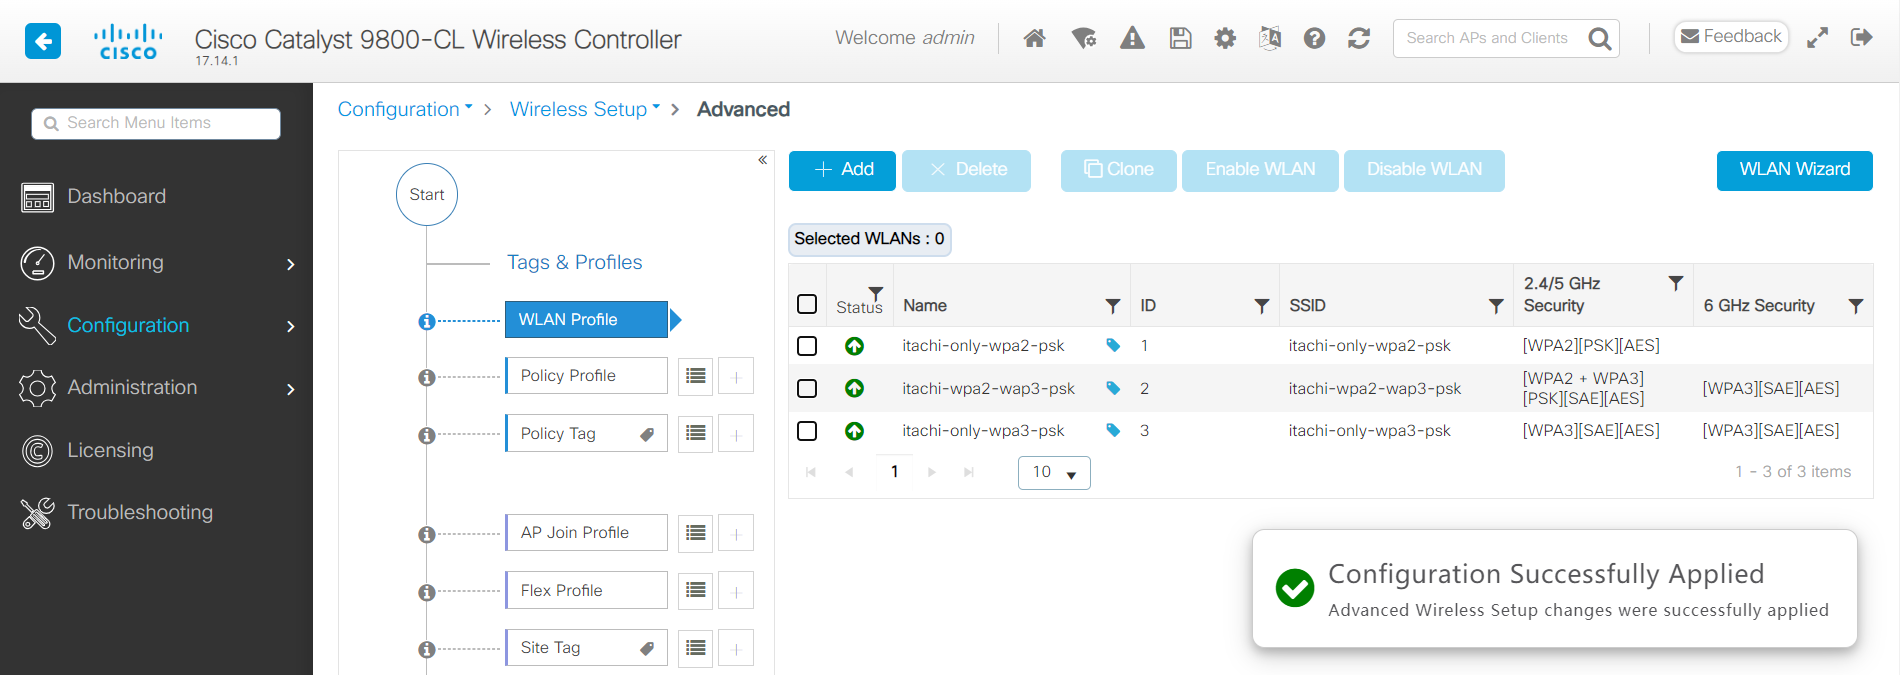 CISCO
Cisco Catalyst 9800-CL Wireless Controller
17.14.1
Welcome admin
Search APs and Clients
Feedback
Search Menu Items
Dashboard
Monitoring
Configuration
Administration
Licensing
Troubleshooting
Configuration > Wireless Setup > Advanced
«
Start
Tags & Profiles
WLAN Profile
Policy Profile
Policy Tag
AP Join Profile
Flex Profile
Site Tag
+ Add
× Delete
Clone
Enable WLAN
Disable WLAN
WLAN Wizard
Selected WLANs : 0
Status Name ID SSID 2.4/5 GHz Security 6 GHz Security
itachi-only-wpa2-psk 1 itachi-only-wpa2-psk [WPA2][PSK][AES]
itachi-wpa2-wap3-psk 2 itachi-wpa2-wap3-psk [WPA2 + WPA3] [WPA3][SAE][AES]
[PSK][SAE][AES]
itachi-only-wpa3-psk 3 itachi-only-wpa3-psk [WPA3][SAE][AES] [WPA3][SAE][AES]
1 10 1 - 3 of 3 items
Configuration Successfully Applied
Advanced Wireless Setup changes were successfully applied